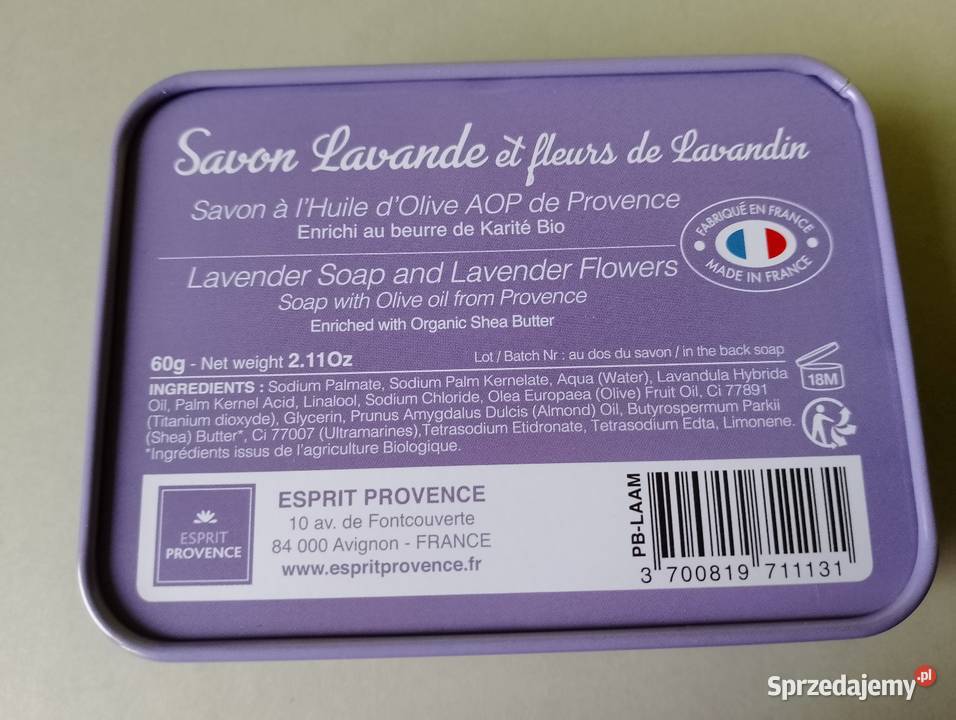 Savon Lavande et fleurs de Lavandin
Savon à l'Huile d'Olive AOP de Provence
Enrichi au beurre de Karité Bio
FABRIQUÉ EN FRANCE
MADE IN FRANCE
Lavender Soap and Lavender Flowers
Soap with Olive oil from Provence
Enriched with Organic Shea Butter
60g - Net weight 2.11Oz
Lot / Batch Nr : au dos du savon / in the back soap
18M
INGREDIENTS : Sodium Palmate, Sodium Palm Kernelate, Aqua (Water), Lavandula Hybrida
Oil, Palm Kernel Acid, Linalool, Sodium Chloride, Olea Europaea (Olive) Fruit Oil, Ci 77891
(Titanium dioxyde), Glycerin, Prunus Amygdalus Dulcis (Almond) Oil, Butyrospermum Parkii
(Shea) Butter*, Ci 77007 (Ultramarines),Tetrasodium Etidronate, Tetrasodium Edta, Limonene.
*Ingrédients issus de l'agriculture Biologique.
ESPRIT
PROVENCE
ESPRIT PROVENCE
10 av. de Fontcouverte
84 000 Avignon - FRANCE
www.espritprovence.fr
PB-LAAM
3 700819 711131
Sprzedajemy.pl